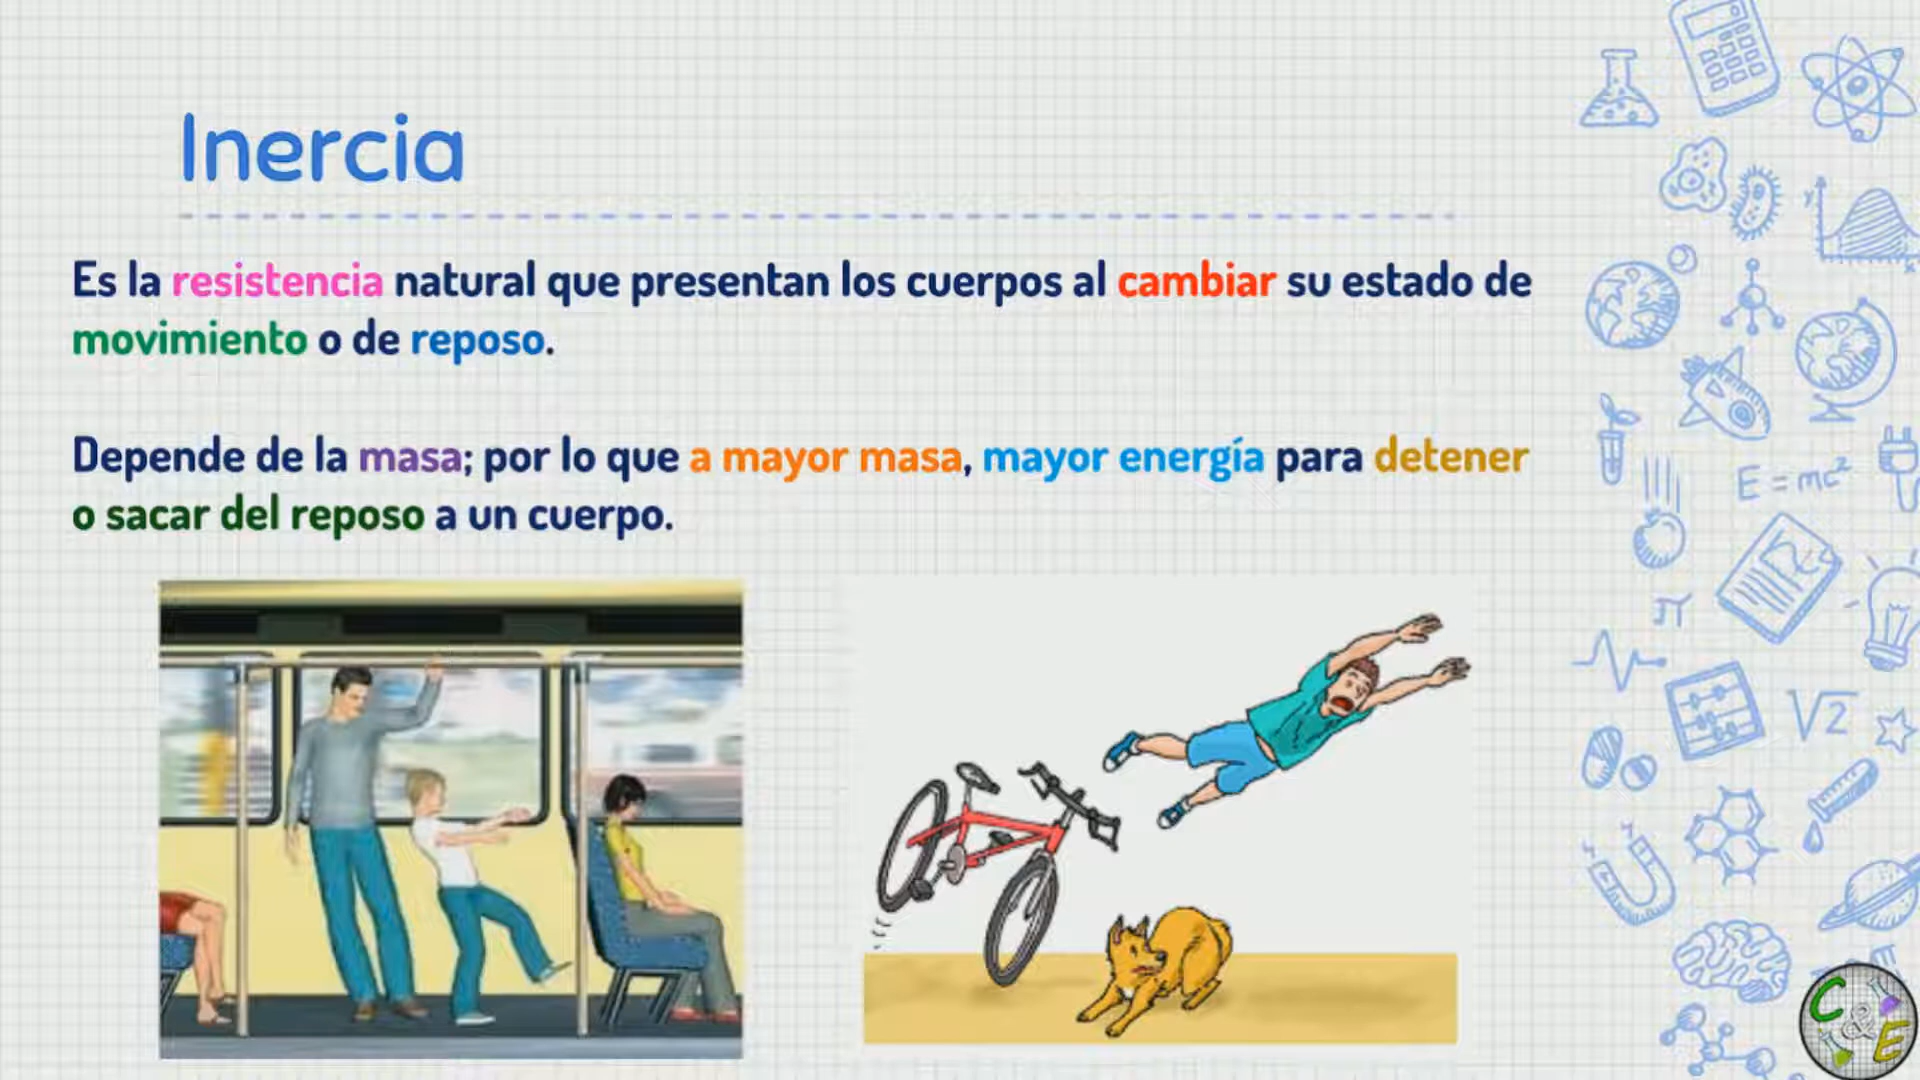 Inercia
Es la resistencia natural que presentan los cuerpos al cambiar su estado de
movimiento o de reposo.
Depende de la masa; por lo que a mayor masa, mayor energía para detener
o sacar del reposo a un cuerpo.
y
x
E = mc²
π
√2
C & E